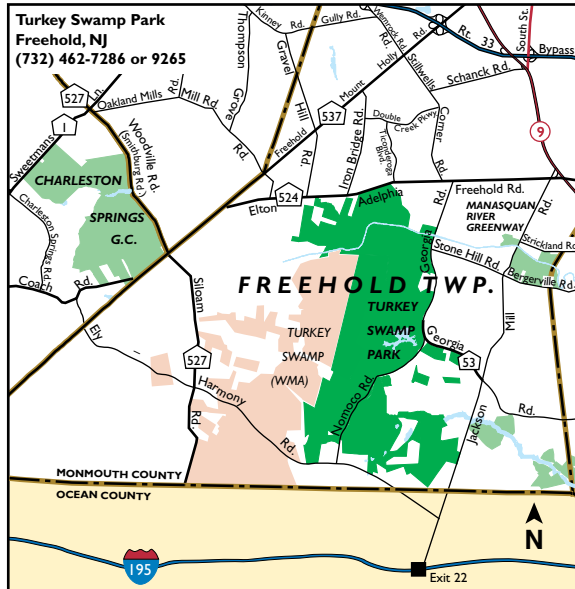 Turkey Swamp Park
Freehold, NJ
(732) 462-7286 or 9265
Kinney Rd.
Gully Rd.
Wemrock Rd.
Stillwells
Corner
Rd.
Rt. 33
Bypass
South St.
Schanck Rd.
9
Thompson
Grove
Rd.
Gravel
Hill
Rd.
Freehold
Mount
Holly
Rd.
537
527
1
Sweetmans
Ln.
Oakland Mills
Rd.
Mill Rd.
Woodville Rd.
(Smithburg Rd.)
Iron Bridge Rd.
Double
Creek Pkwy.
Ticonderoga
Blvd.
CHARLESTON
SPRINGS
G.C.
Charleston
Springs Rd.
Coach
Rd.
Elton
524
Adelphia
Freehold Rd.
MANASQUAN
RIVER
GREENWAY
Rd.
Strickland Rd.
Bergerville Rd.
Georgia
Stone Hill Rd.
FREEHOLD TWP.
Siloam
527
Rd.
Ely
Harmony
Rd.
TURKEY
SWAMP
(WMA)
TURKEY
SWAMP
PARK
Nomoco Rd.
Georgia
53
Rd.
Mill
Jackson
MONMOUTH COUNTY
OCEAN COUNTY
N
195
Exit 22